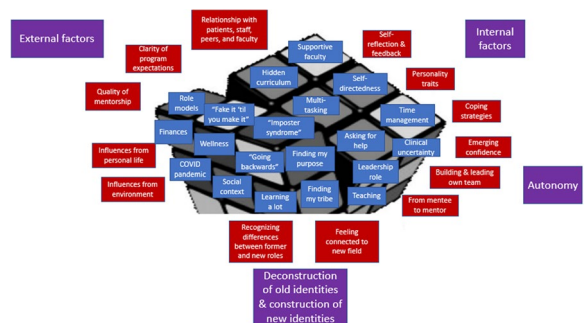 External factors
Relationship with
patients, staff,
peers, and faculty
Self-
reflection &
feedback
Internal
factors
Clarity of
program
expectations
Supportive
faculty
Hidden
curriculum
Self-
directedness
Personality
traits
Quality of
mentorship
Role
models
"Fake it 'til
you make it"
Multi-
tasking
Time
management
Coping
strategies
Finances
Wellness
"Imposter
syndrome"
Asking for
help
Clinical
uncertainty
Emerging
confidence
Influences from
personal life
COVID
pandemic
"Going
backwards"
Finding my
purpose
Leadership
role
Building & leading
own team
Autonomy
Influences from
environment
Social
context
Learning
a lot
Finding
my tribe
Teaching
From mentee
to mentor
Recognizing
differences
between former
and new roles
Feeling
connected to
new field
Deconstruction
of old identities
& construction of
new identities